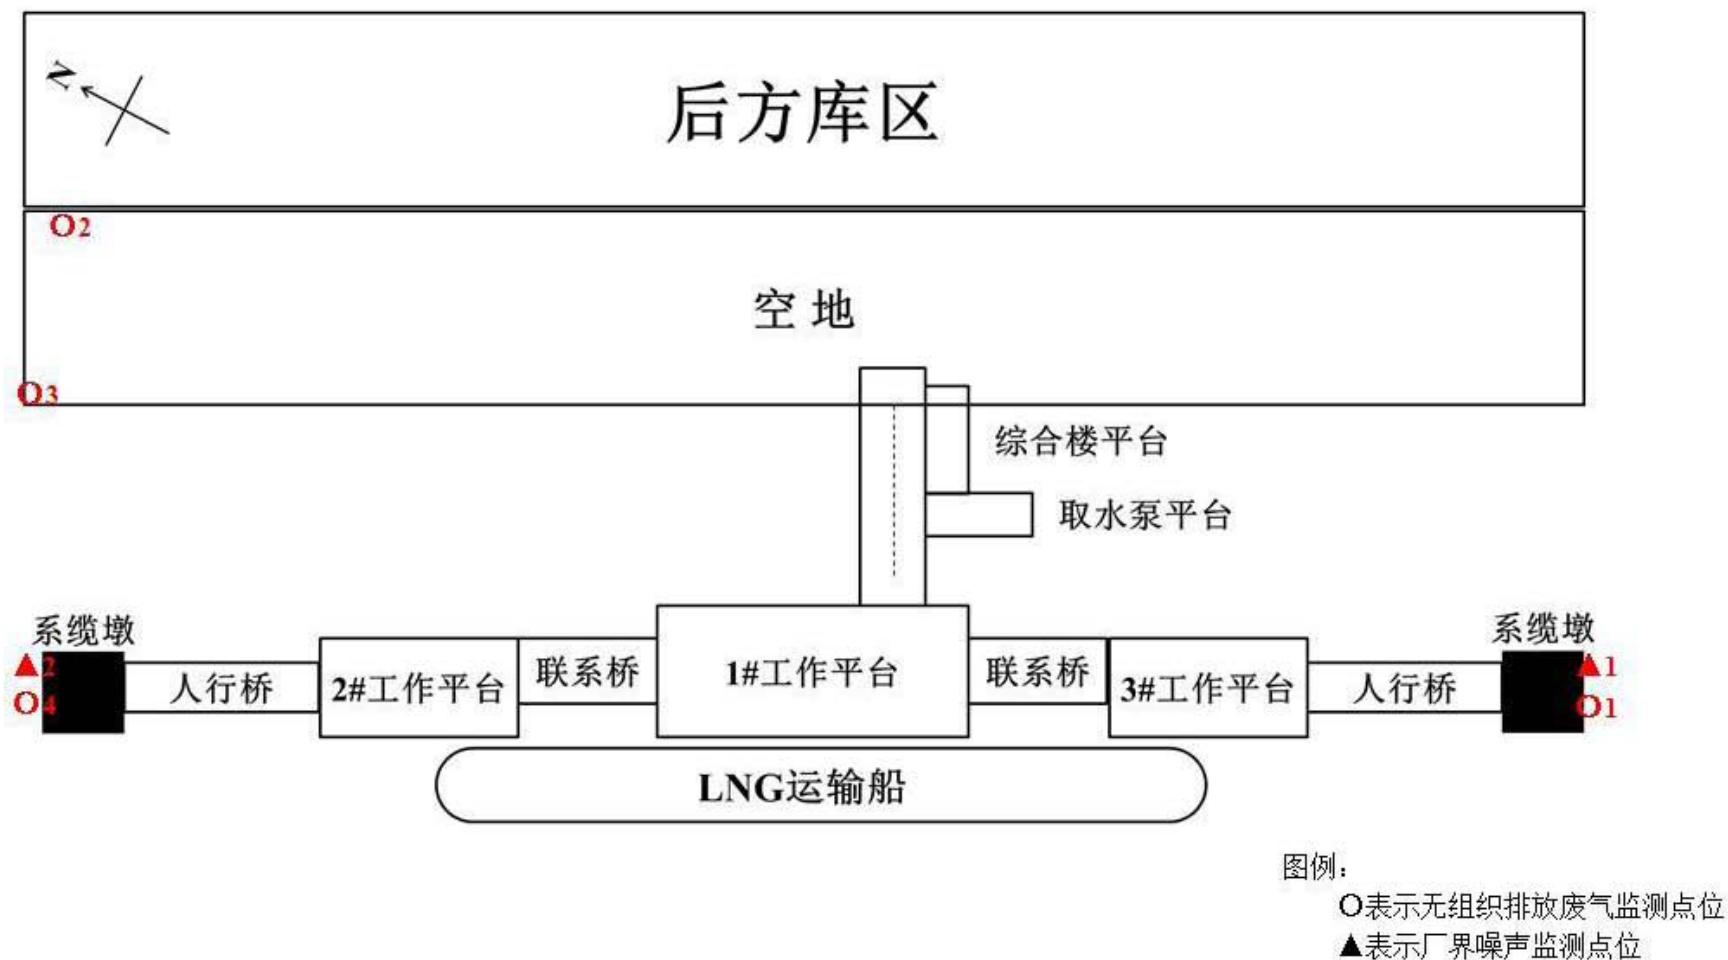 N
后方库区
O2
空地
O3
综合楼平台
取水泵平台
系缆墩
系缆墩
▲2
人行桥
2#工作平台
联系桥
1#工作平台
联系桥
3#工作平台
人行桥
▲1
O4
O1
LNG运输船
图例：
O表示无组织排放废气监测点位
▲表示厂界噪声监测点位